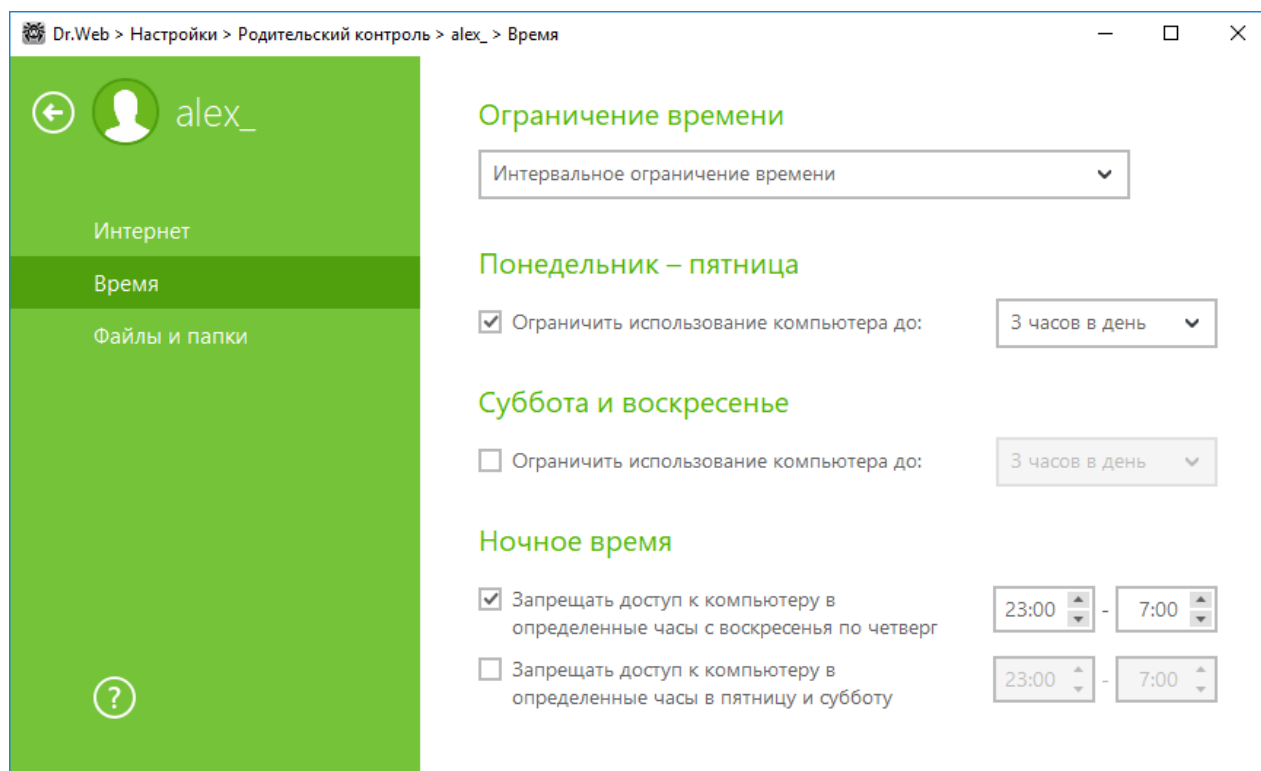 Dr.Web > Настройки > Родительский контроль > alex_ > Время
alex_
Интернет
Время
Файлы и папки
Ограничение времени
Интервальное ограничение времени
Понедельник – пятница
Ограничить использование компьютера до: 3 часов в день
Суббота и воскресенье
Ограничить использование компьютера до: 3 часов в день
Ночное время
Запрещать доступ к компьютеру в
определенные часы с воскресенья по четверг
23:00 - 7:00
Запрещать доступ к компьютеру в
определенные часы в пятницу и субботу
23:00 - 7:00
?